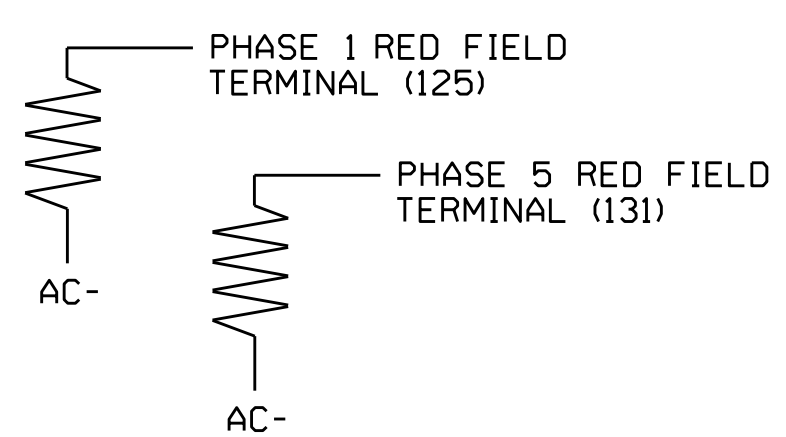 PHASE 1 RED FIELD
TERMINAL (125)
AC-
PHASE 5 RED FIELD
TERMINAL (131)
AC-